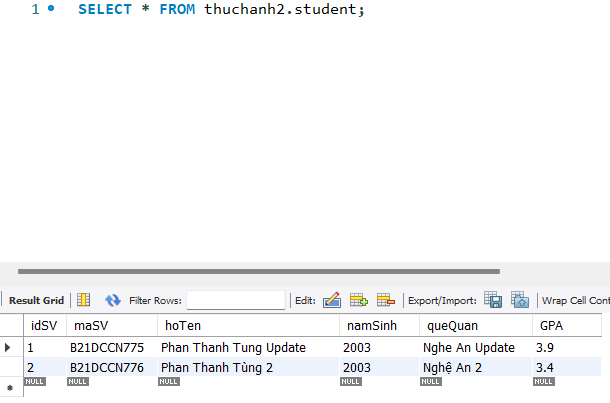 1 SELECT * FROM thuchanh2.student;
Result Grid Filter Rows: Edit: Export/Import: Wrap Cell Cont
idSV maSV hoTen namSinh queQuan GPA
1 B21DCCN775 Phan Thanh Tung Update 2003 Nghe An Update 3.9
2 B21DCCN776 Phan Thanh Tùng 2 2003 Nghệ An 2 3.4
NULL NULL NULL NULL NULL NULL